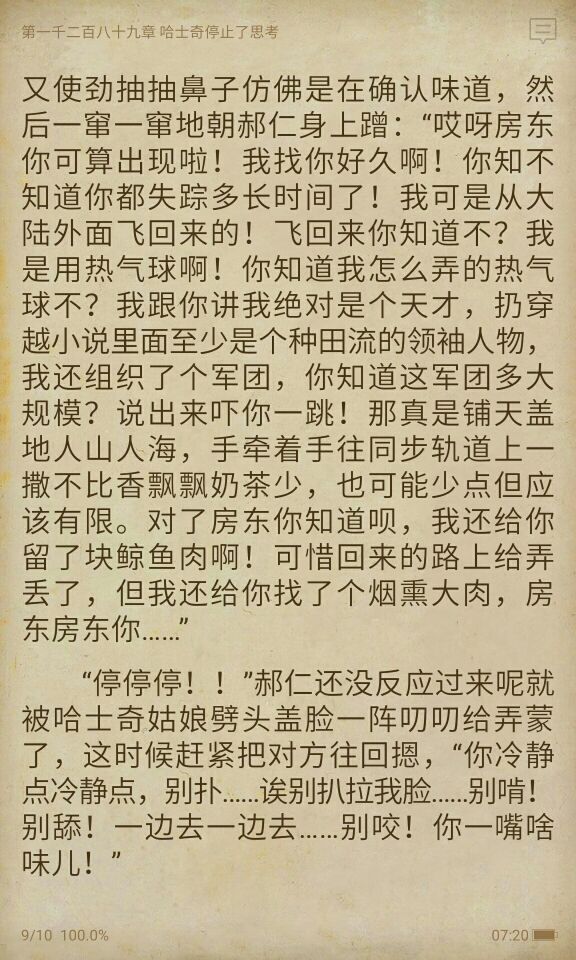 第一千二百八十九章 哈士奇停止了思考
又使劲抽抽鼻子仿佛是在确认味道，然
后一窜一窜地朝郝仁身上蹭：“哎呀房东
你可算出现啦！我找你好久啊！你知不
知道你都失踪多长时间了！我可是从大
陆外面飞回来的！飞回来你知道不？我
是用热气球啊！你知道我怎么弄的热气
球不？我跟你讲我绝对是个天才，扔穿
越小说里面至少是个种田流的领袖人物，
我还组织了个军团，你知道这军团多大
规模？说出来吓你一跳！那真是铺天盖
地人山人海，手牵着手往同步轨道上一
撒不比香飘飘奶茶少，也可能少点但应
该有限。对了房东你知道呗，我还给你
留了块鲸鱼肉啊！可惜回来的路上给弄
丢了，但我还给你找了个烟熏大肉，房
东房东你……”
“停停停！！”郝仁还没反应过来呢就
被哈士奇姑娘劈头盖脸一阵叨叨给弄蒙
了，这时候赶紧把对方往回摁，“你冷静
点冷静点，别扑……诶别扒拉我脸……别啃！
别舔！一边去一边去……别咬！你一嘴啥
味儿！”
9/10 100.0%
07:20